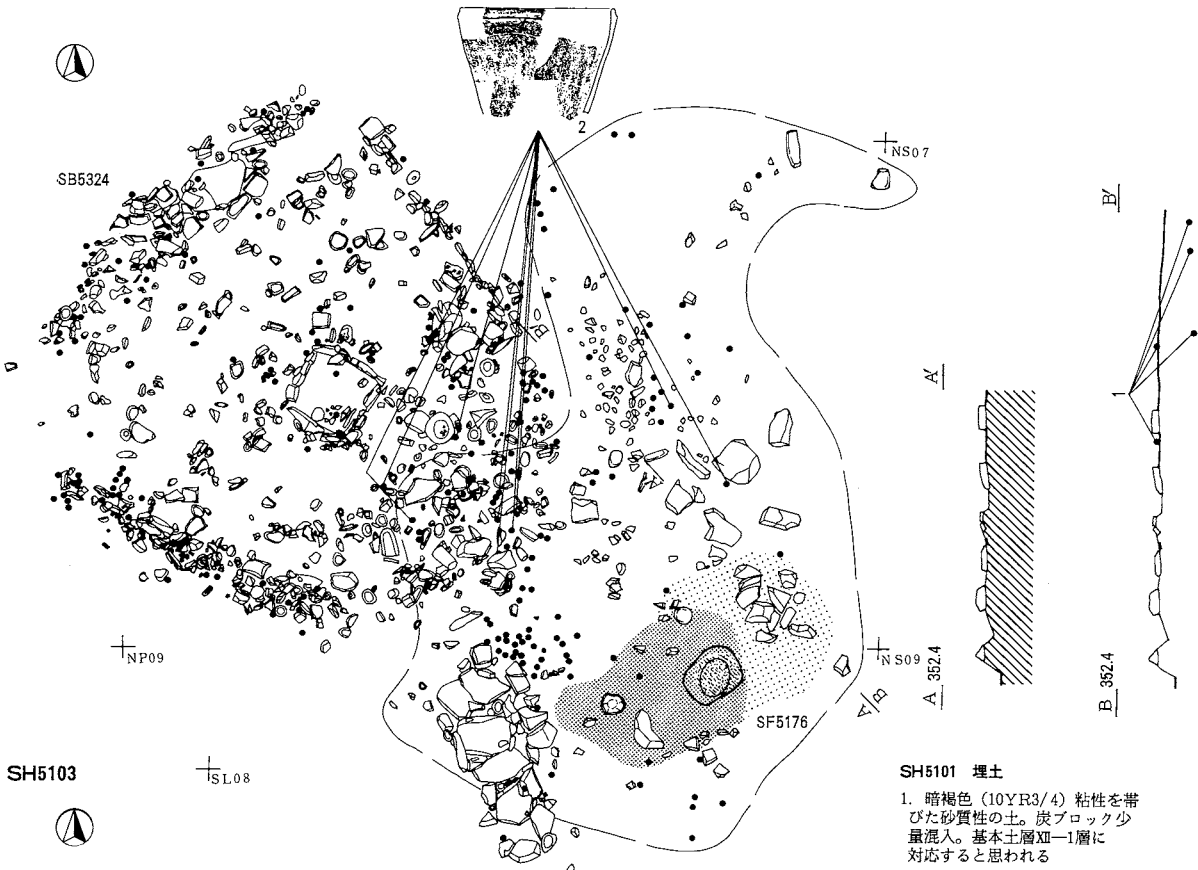 2
NS07
SB5324
B'
A'
1
NP09
NS09
A/B
A 352.4
B 352.4
SF5176
SH5103
SL08
SH5101 埋土
1. 暗褐色（10YR3/4）粘性を帯
びた砂質性の土。炭ブロック少
量混入。基本土層XII—1層に
対応すると思われる